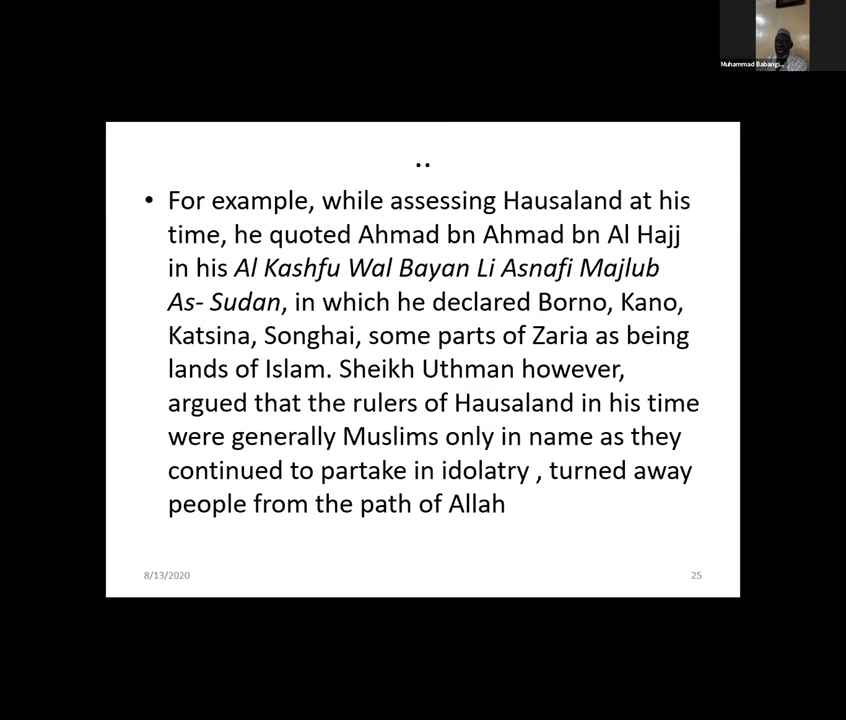 Muhammad Babangi...
..
• For example, while assessing Hausaland at his
time, he quoted Ahmad bn Ahmad bn Al Hajj
in his Al Kashfu Wal Bayan Li Asnafi Majlub
As- Sudan, in which he declared Borno, Kano,
Katsina, Songhai, some parts of Zaria as being
lands of Islam. Sheikh Uthman however,
argued that the rulers of Hausaland in his time
were generally Muslims only in name as they
continued to partake in idolatry , turned away
people from the path of Allah
8/13/2020
25